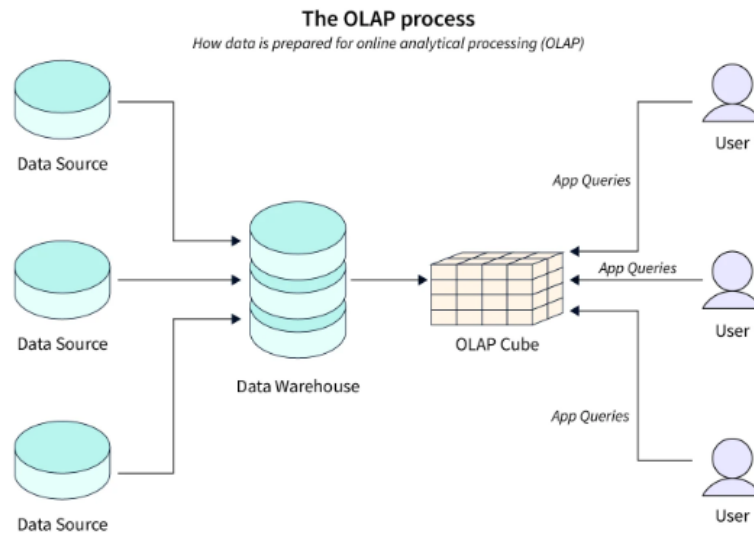 The OLAP process
How data is prepared for online analytical processing (OLAP)
Data Source
User
App Queries
App Queries
Data Source
OLAP Cube
User
Data Warehouse
App Queries
Data Source
User